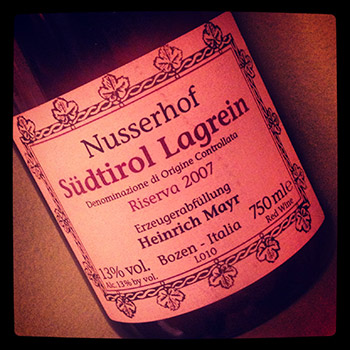 Nusserhof
Südtirol Lagrein
Denominazione di Origine Controllata
Riserva 2007
Erzeugerabfüllung
Heinrich Mayr
Bozen - Italia
L010
13% vol.
Alc. 13% by vol.
750 ml e
Red Wine